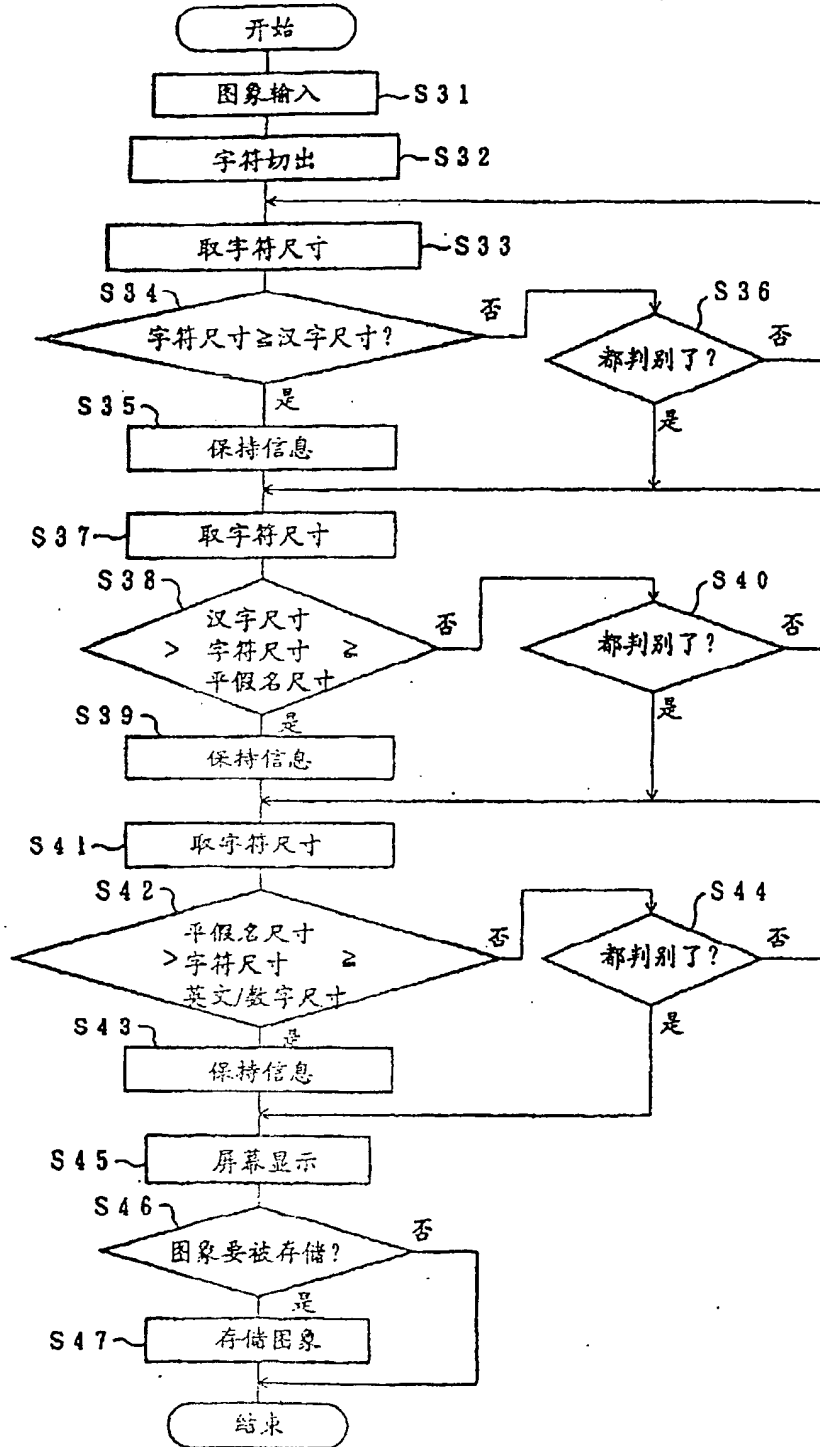 开始
图象输入 S31
字符切出 S32
取字符尺寸 S33
S34
字符尺寸≧汉字尺寸?
否
是
S36
都判别了?
否
是
S35
保持信息
S37 取字符尺寸
S38
汉字尺寸
> 字符尺寸 ≧
平假名尺寸
否
是
S40
都判别了?
否
是
S39
保持信息
S41 取字符尺寸
S42
平假名尺寸
> 字符尺寸 ≧
英文/数字尺寸
否
是
S44
都判别了?
否
是
S43
保持信息
S45 屏幕显示
S46
图象要被存储?
否
是
S47 存储图象
结束